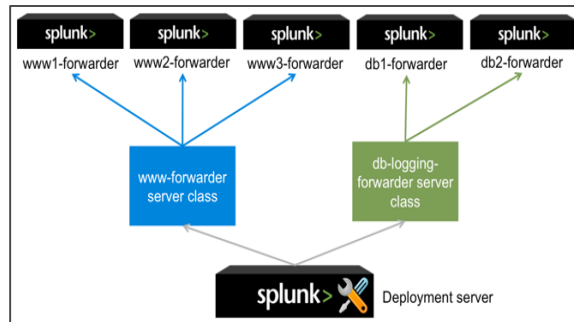 splunk> splunk> splunk> splunk> splunk>
www1-forwarder www2-forwarder www3-forwarder db1-forwarder db2-forwarder
www-forwarder
server class
db-logging-
forwarder server
class
splunk> Deployment server